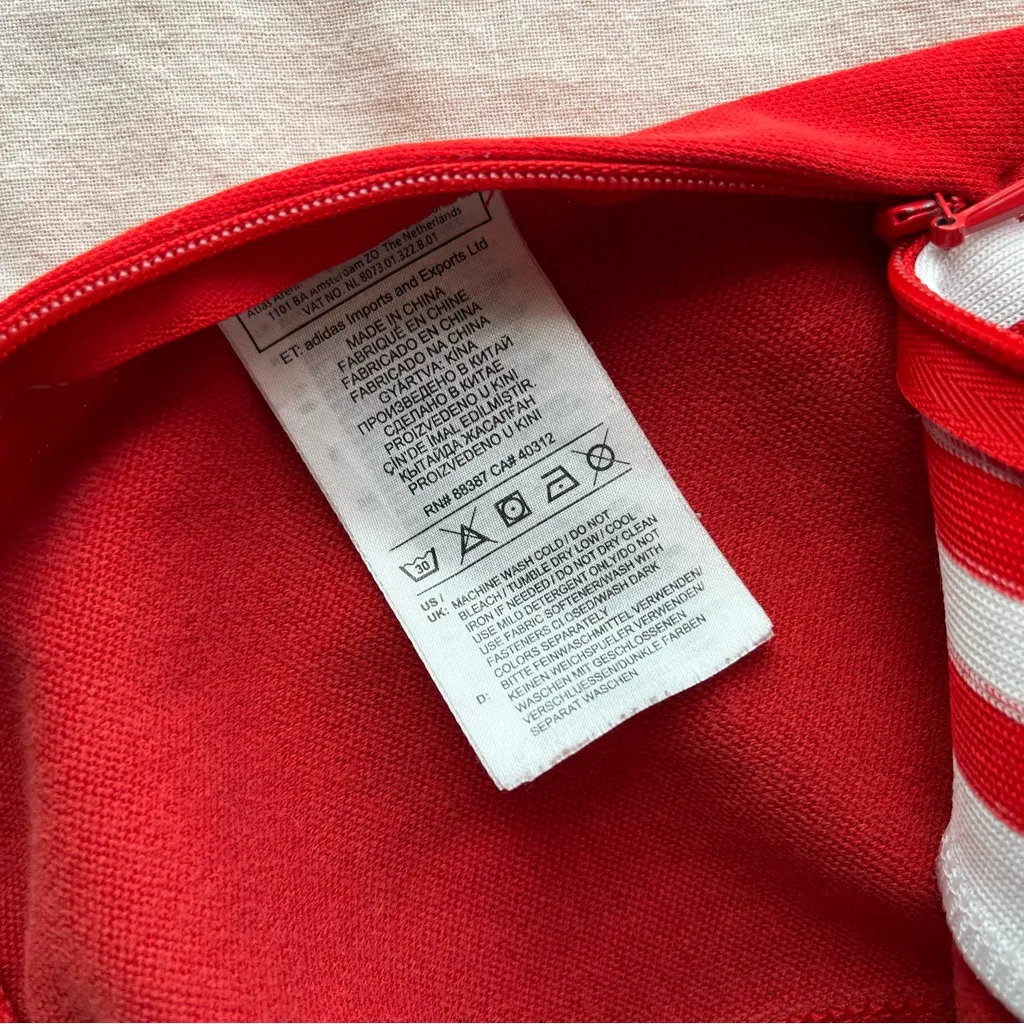 Atlas
1101 BA Amsterdam ZO The Netherlands
VAT NO. NL 8073.01.322.B.01
ET: adidas Imports and Exports Ltd
MADE IN CHINA
FABRIQUÉ EN CHINE
FABRICADO EN CHINA
FABRICADO NA CHINA
GYÁRTVA: KÍNA
ПРОИЗВЕДЕНО В КИТАЙ
СДЕЛАНО В КИТАЕ
PROIZVEDENO U KINI
ÇİN'DE İMAL EDİLMİŞTİR.
ҚЫТАЙДА ЖАСАЛҒАН
PROIZVEDENO U KINI
RN# 88387 CA# 40312
30
US / UK: MACHINE WASH COLD / DO NOT
BLEACH / TUMBLE DRY LOW / COOL
IRON IF NEEDED / DO NOT DRY CLEAN
USE MILD DETERGENT ONLY/DO NOT
USE FABRIC SOFTENER/WASH WITH
FASTENERS CLOSED/WASH DARK
COLORS SEPARATELY
D: BITTE FEINWASCHMITTEL VERWENDEN/
KEINEN WEICHSPUELER VERWENDEN/
WASCHEN MIT GESCHLOSSENEN
VERSCHLUESSEN/DUNKLE FARBEN
SEPARAT WASCHEN